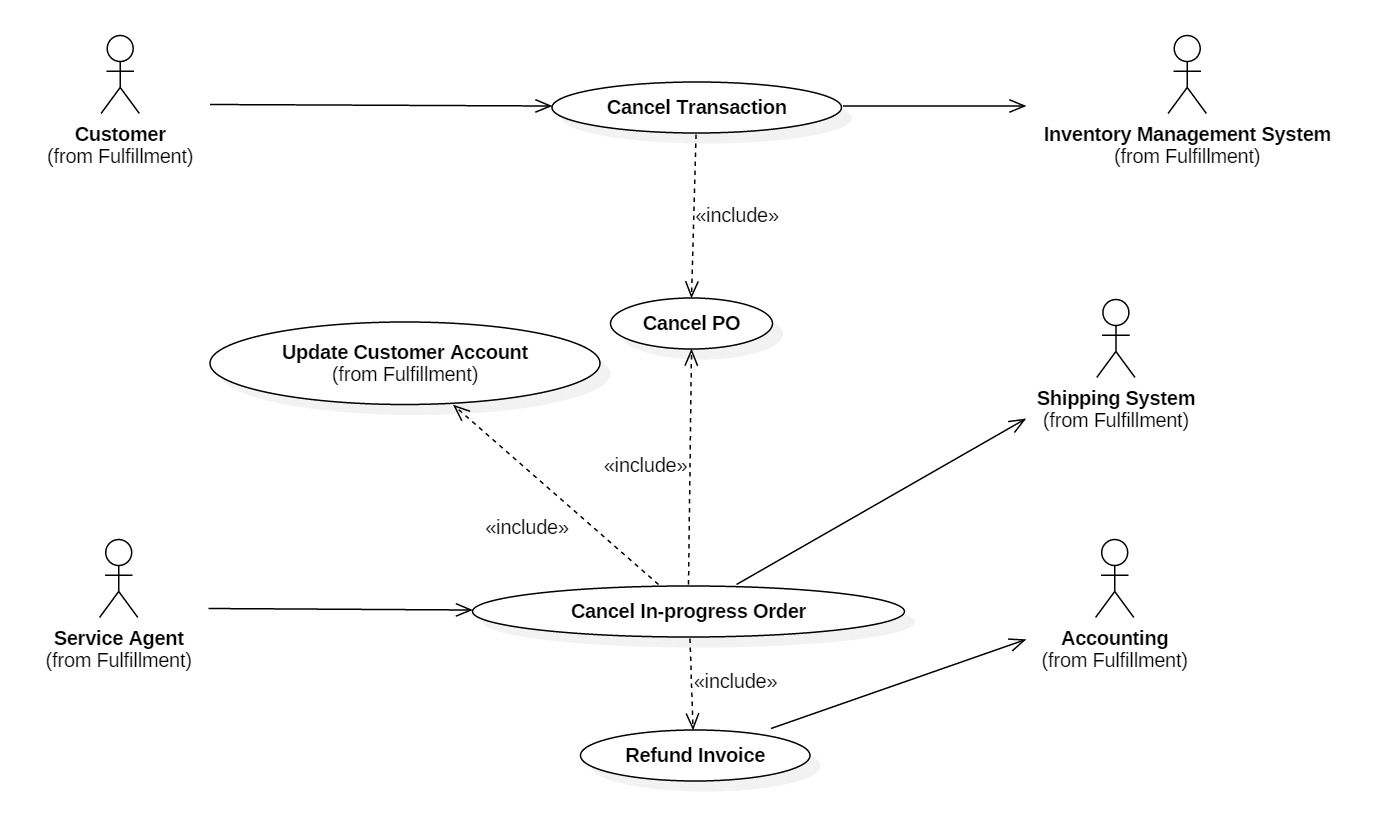 Customer
(from Fulfillment)
Cancel Transaction
Inventory Management System
(from Fulfillment)
«include»
Cancel PO
Update Customer Account
(from Fulfillment)
Shipping System
(from Fulfillment)
«include»
«include»
Service Agent
(from Fulfillment)
Cancel In-progress Order
Accounting
(from Fulfillment)
«include»
Refund Invoice